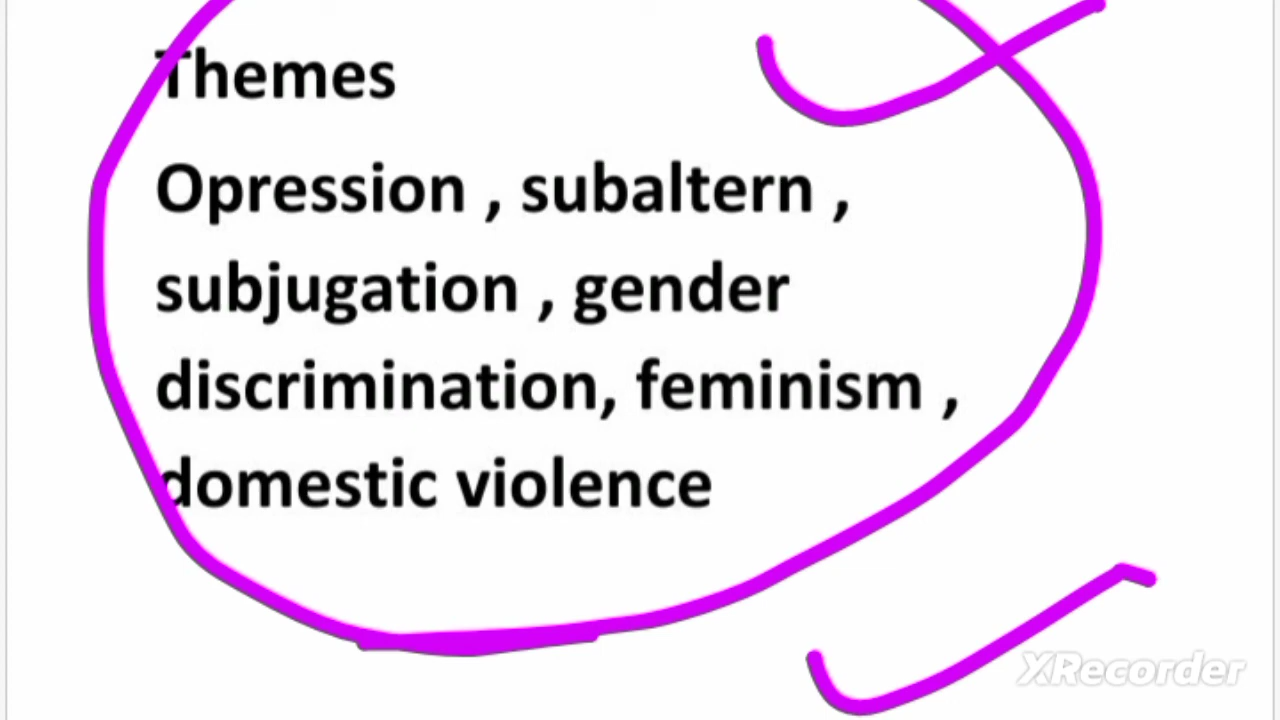 Themes
Opression , subaltern ,
subjugation , gender
discrimination, feminism ,
domestic violence
XRecorder